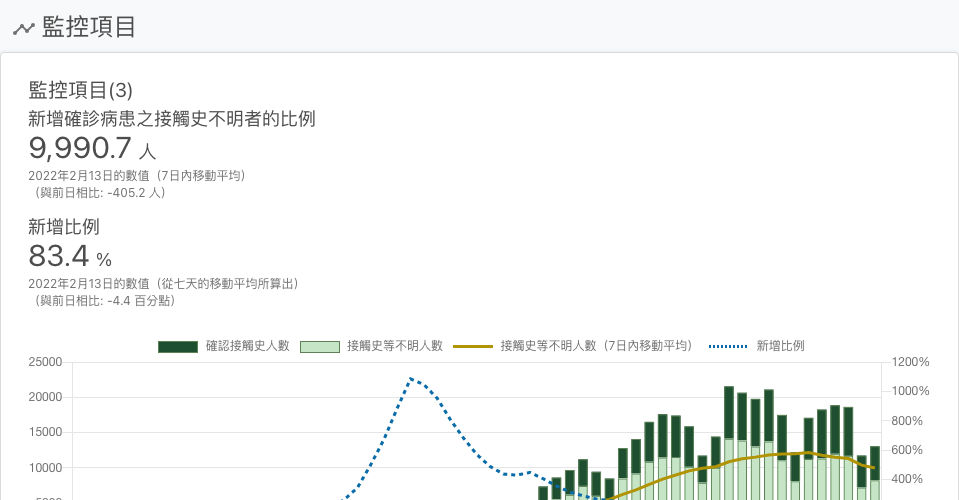 監控項目
監控項目(3)
新增確診病患之接觸史不明者的比例
9,990.7 人
2022年2月13日的數值（7日內移動平均）
（與前日相比: -405.2 人）
新增比例
83.4 %
2022年2月13日的數值（從七天的移動平均所算出）
（與前日相比: -4.4 百分點）
確認接觸史人數 接觸史等不明人數 接觸史等不明人數（7日內移動平均） 新增比例
25000 1200%
20000 1000%
15000 800%
10000 600%
400%